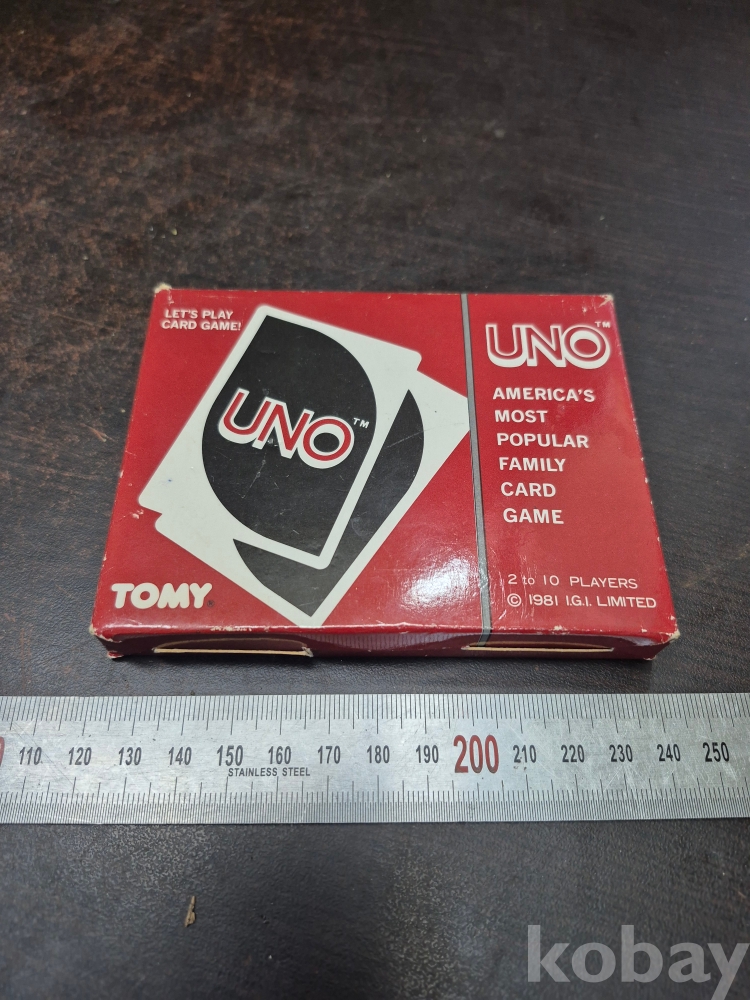 LET'S PLAY
CARD GAME!
UNO™
TOMY®
UNO™
AMERICA'S
MOST
POPULAR
FAMILY
CARD
GAME
2 to 10 PLAYERS
© 1981 I.G.I. LIMITED
110 120 130 140 150 160 170 180 190 200 210 220 230 240 250
STAINLESS STEEL
kobay